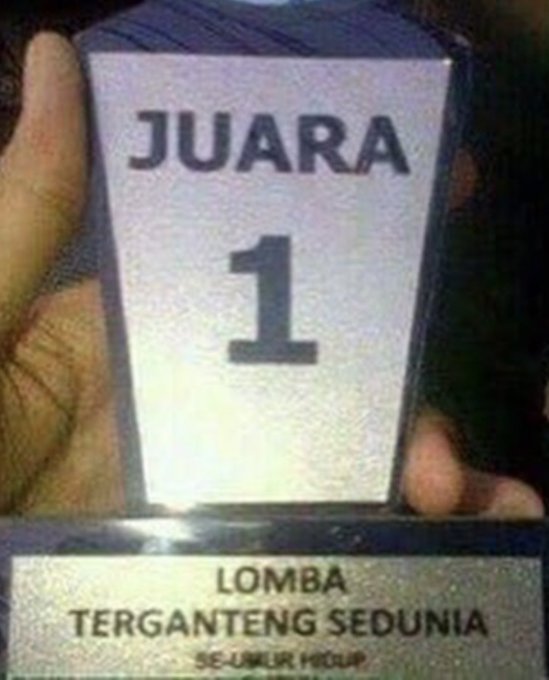 JUARA
1
LOMBA
TERGANTENG SEDUNIA
SE-UMUR HIDUP